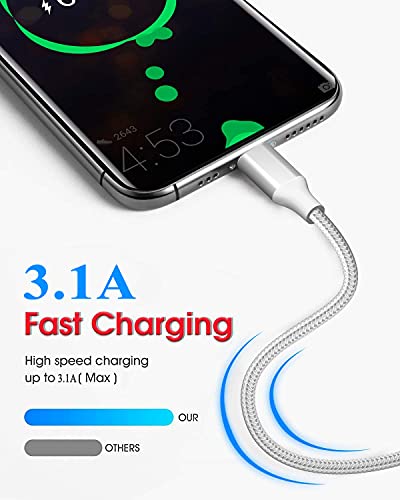 2643
4:53
3.1A
Fast Charging
High speed charging
up to 3.1A( Max )
OUR
OTHERS